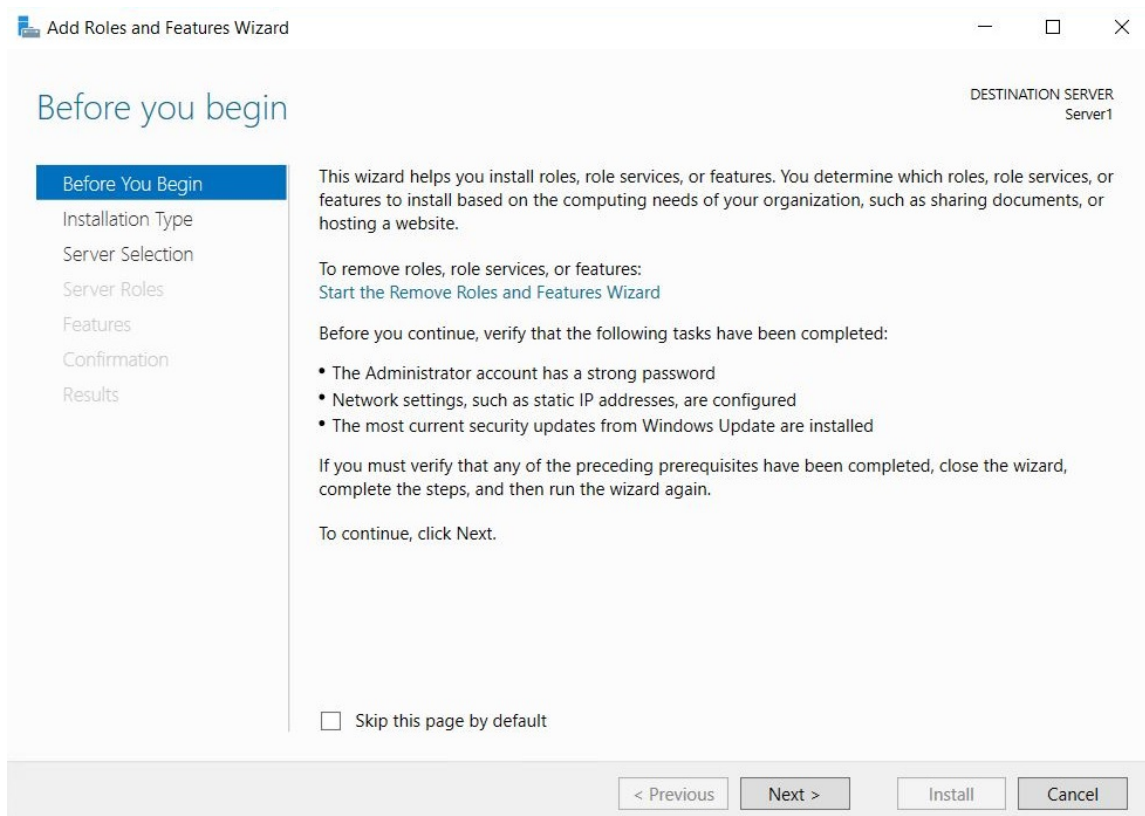 Add Roles and Features Wizard
Before you begin
DESTINATION SERVER
Server1
Before You Begin
Installation Type
Server Selection
Server Roles
Features
Confirmation
Results
This wizard helps you install roles, role services, or features. You determine which roles, role services, or
features to install based on the computing needs of your organization, such as sharing documents, or
hosting a website.
To remove roles, role services, or features:
Start the Remove Roles and Features Wizard
Before you continue, verify that the following tasks have been completed:
• The Administrator account has a strong password
• Network settings, such as static IP addresses, are configured
• The most current security updates from Windows Update are installed
If you must verify that any of the preceding prerequisites have been completed, close the wizard,
complete the steps, and then run the wizard again.
To continue, click Next.
Skip this page by default
< Previous
Next >
Install
Cancel